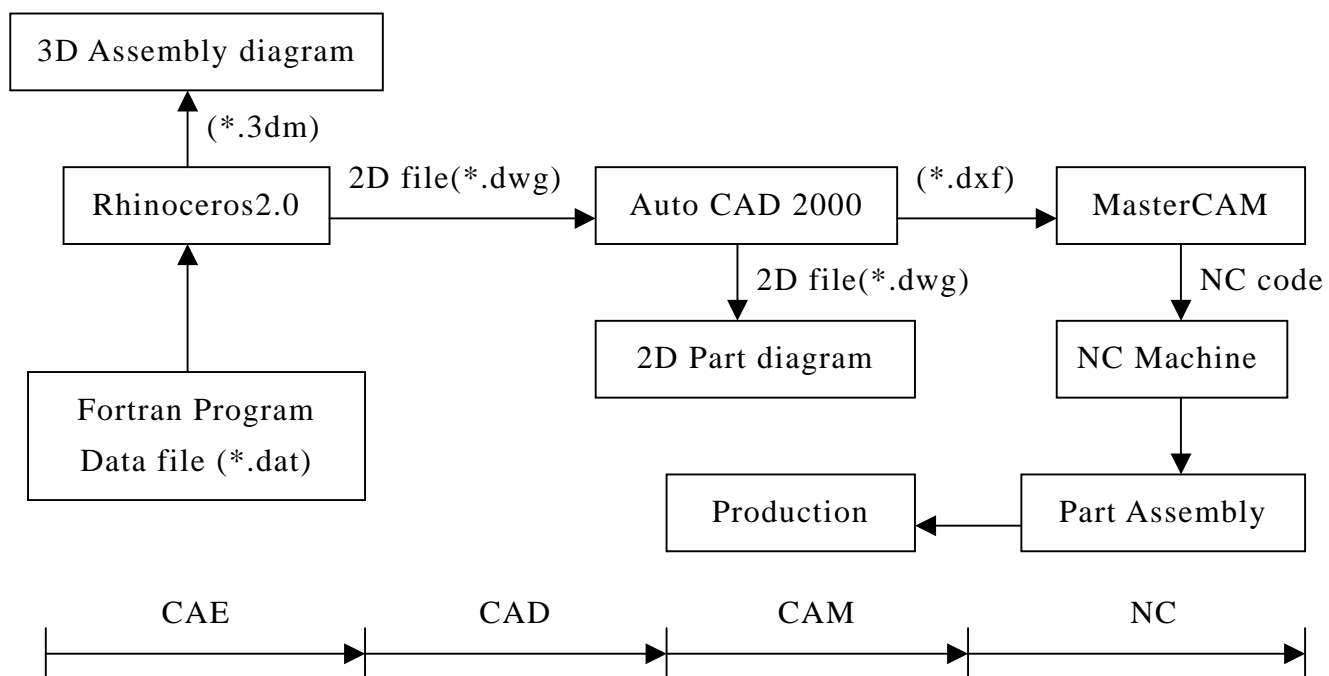 3D Assembly diagram
(*.3dm)
Rhinoceros2.0
2D file(*.dwg)
Auto CAD 2000
(*.dxf)
MasterCAM
2D file(*.dwg)
NC code
2D Part diagram
NC Machine
Fortran Program
Data file (*.dat)
Production
Part Assembly
CAE
CAD
CAM
NC